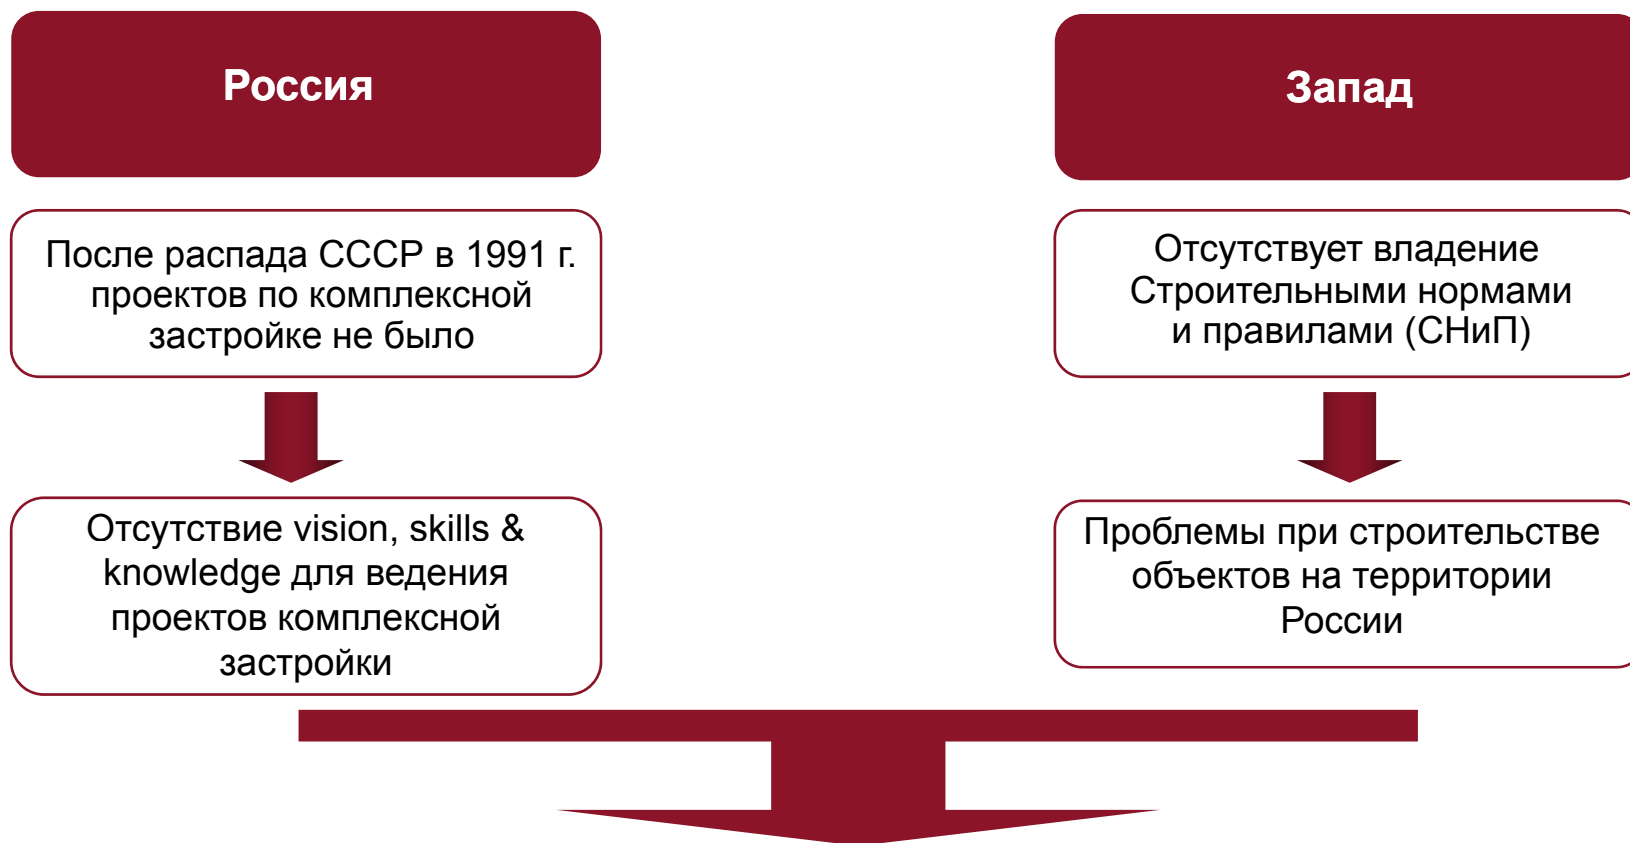 Россия
После распада СССР в 1991 г.
проектов по комплексной
застройке не было
Отсутствие vision, skills &
knowledge для ведения
проектов комплексной
застройки
Запад
Отсутствует владение
Строительными нормами
и правилами (СНиП)
Проблемы при строительстве
объектов на территории
России